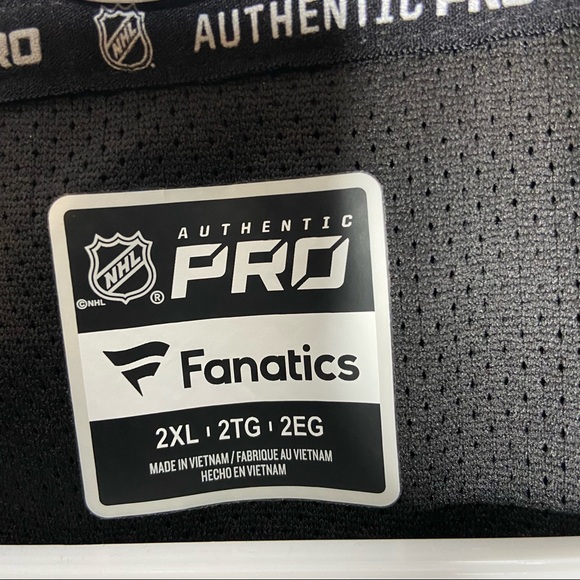 RO NHL AUTHENTIC PRO
AUTHENTIC
NHL PRO
©NHL ®
Fanatics
2XL 2TG 2EG
MADE IN VIETNAM / FABRIQUE AU VIETNAM
HECHO EN VIETNAM